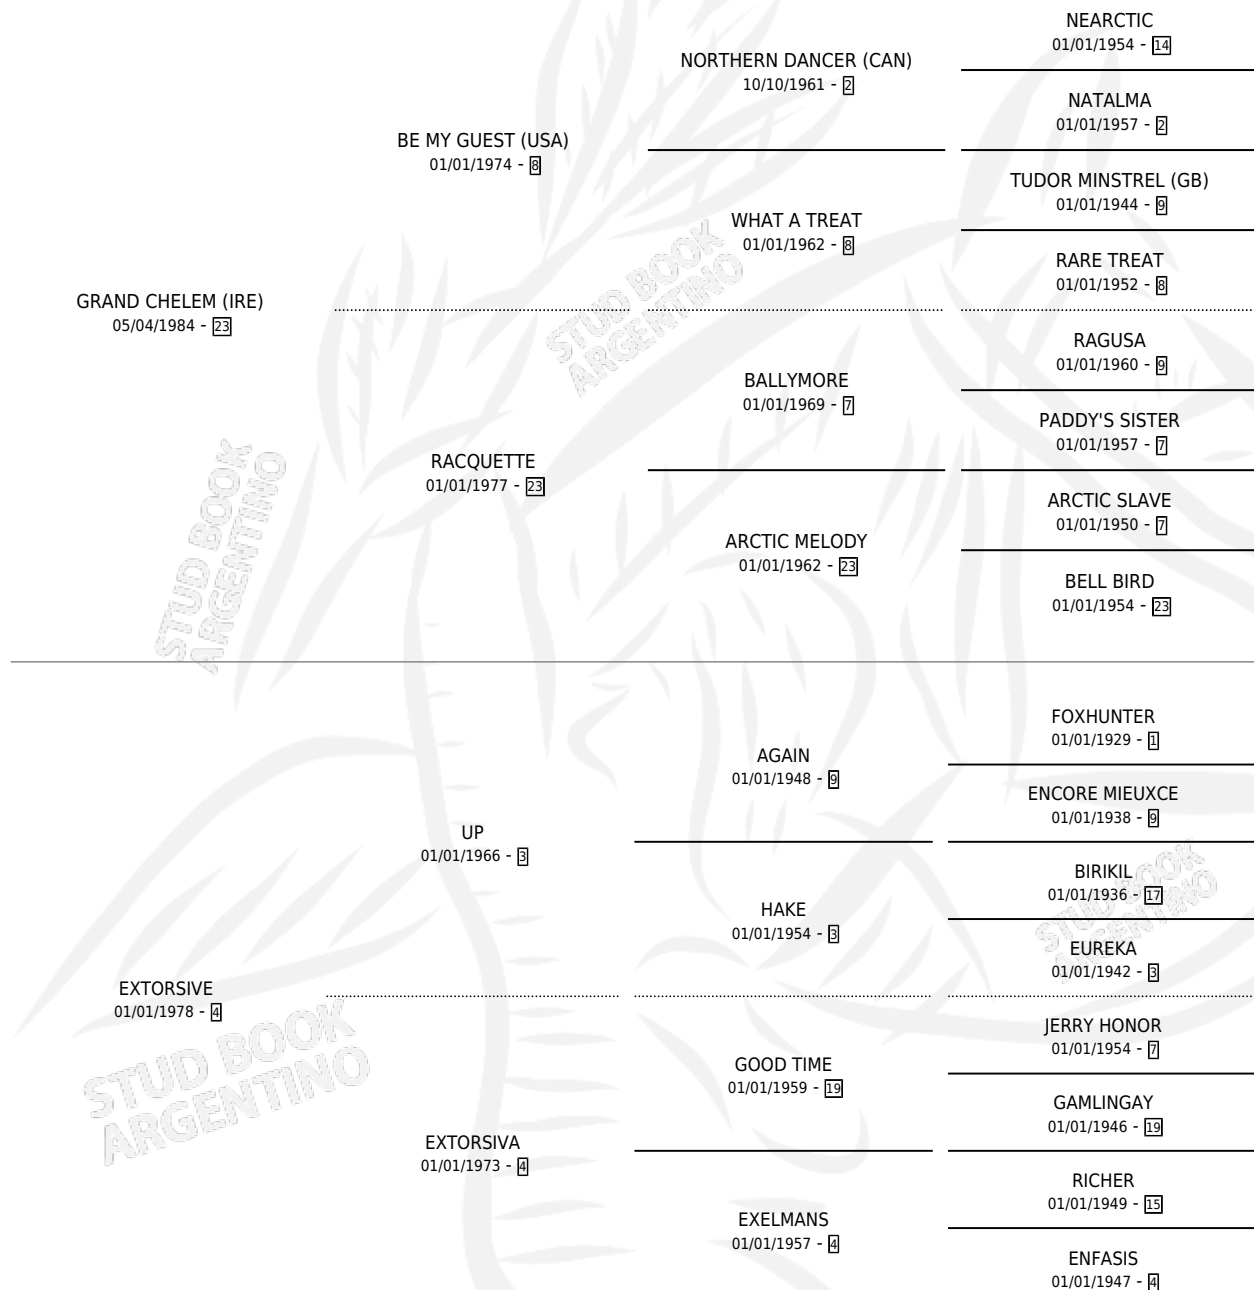 NEARCTIC
01/01/1954 - 14
NORTHERN DANCER (CAN)
10/10/1961 - 2
NATALMA
01/01/1957 - 2
BE MY GUEST (USA)
01/01/1974 - 8
TUDOR MINSTREL (GB)
01/01/1944 - 9
WHAT A TREAT
01/01/1962 - 8
RARE TREAT
01/01/1952 - 8
GRAND CHELEM (IRE)
05/04/1984 - 23
RAGUSA
01/01/1960 - 9
BALLYMORE
01/01/1969 - 7
PADDY'S SISTER
01/01/1957 - 7
RACQUETTE
01/01/1977 - 23
ARCTIC SLAVE
01/01/1950 - 7
ARCTIC MELODY
01/01/1962 - 23
BELL BIRD
01/01/1954 - 23
FOXHUNTER
01/01/1929 - 1
AGAIN
01/01/1948 - 9
ENCORE MIEUXCE
01/01/1938 - 9
UP
01/01/1966 - 3
BIRIKIL
01/01/1936 - 17
HAKE
01/01/1954 - 3
EUREKA
01/01/1942 - 3
EXTORSIVE
01/01/1978 - 4
JERRY HONOR
01/01/1954 - 7
GOOD TIME
01/01/1959 - 19
GAMLINGAY
01/01/1946 - 19
EXTORSIVA
01/01/1973 - 4
RICHER
01/01/1949 - 15
EXELMANS
01/01/1957 - 4
ENFASIS
01/01/1947 - 4
STUD BOOK
ARGENTINO
STUD BOOK
ARGENTINO
STUD BOOK
ARGENTINO
STUD BOOK
ARGENTINO